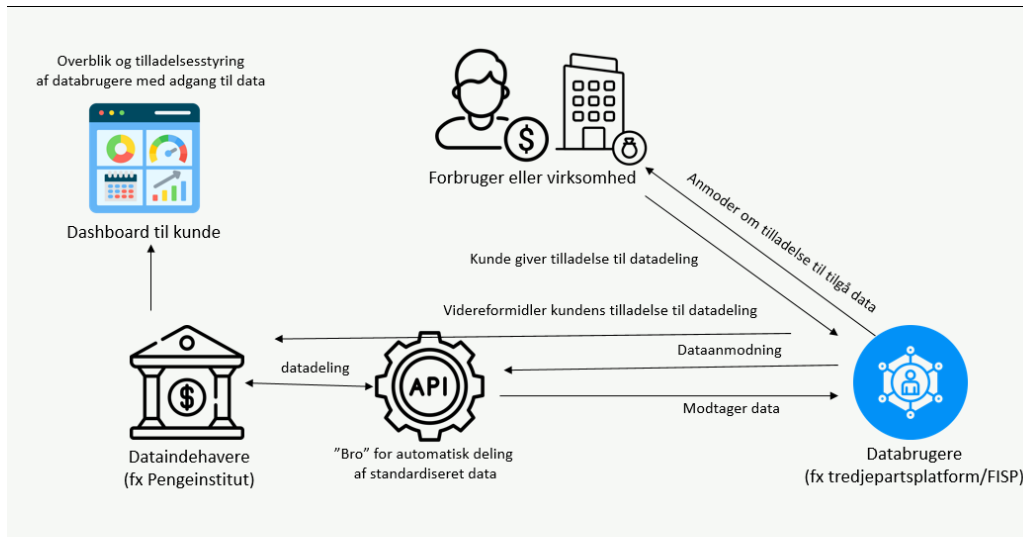 Overblik og tilladelsesstyring
af databrugere med adgang til data
Dashboard til kunde
$
Forbruger eller virksomhed
Anmoder om tilladelse til tilgå data
Kunde giver tilladelse til datadeling
Videreformidler kundens tilladelse til datadeling
Dataanmodning
datadeling
$
API
Modtager data
Dataindehavere
(fx Pengeinstitut)
”Bro” for automatisk deling
af standardiseret data
Databrugere
(fx tredjepartsplatform/FISP)